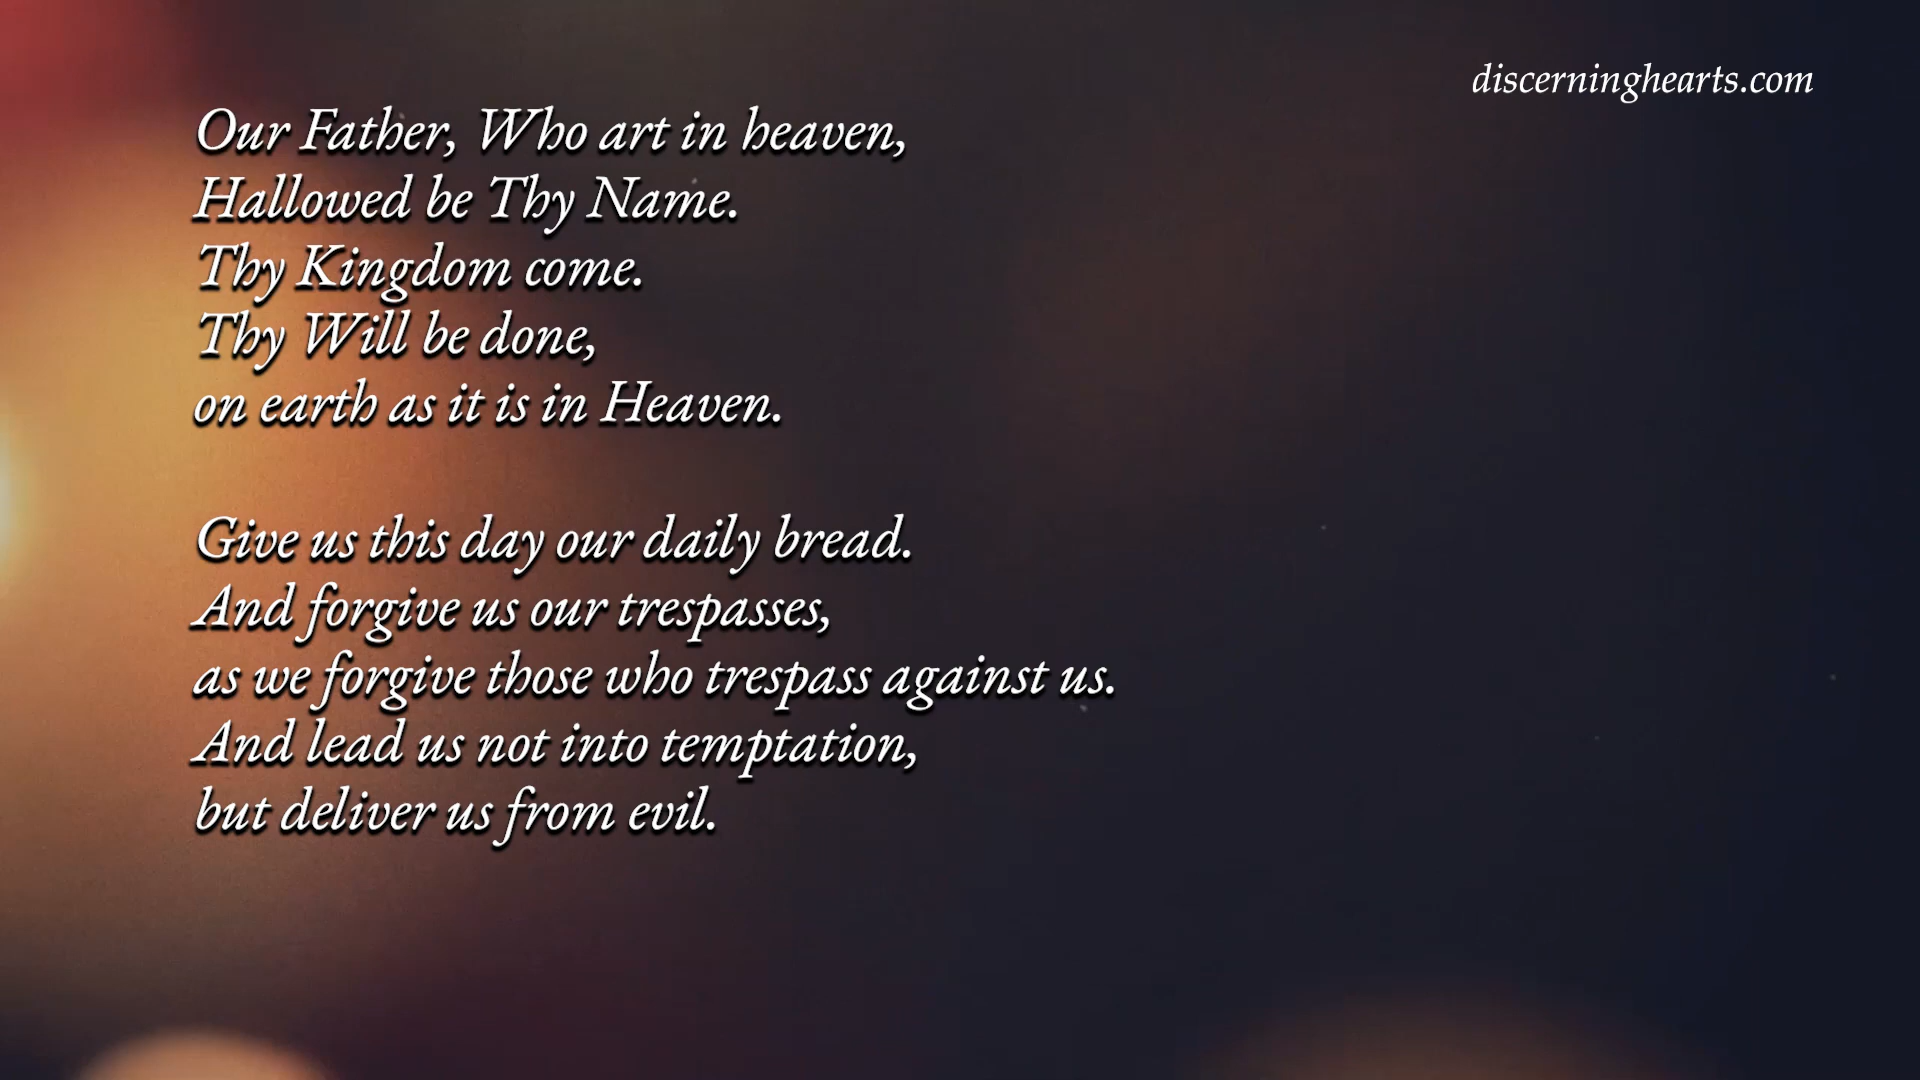 discerninghearts.com
Our Father, Who art in heaven,
Hallowed be Thy Name.
Thy Kingdom come.
Thy Will be done,
on earth as it is in Heaven.
Give us this day our daily bread.
And forgive us our trespasses,
as we forgive those who trespass against us.
And lead us not into temptation,
but deliver us from evil.